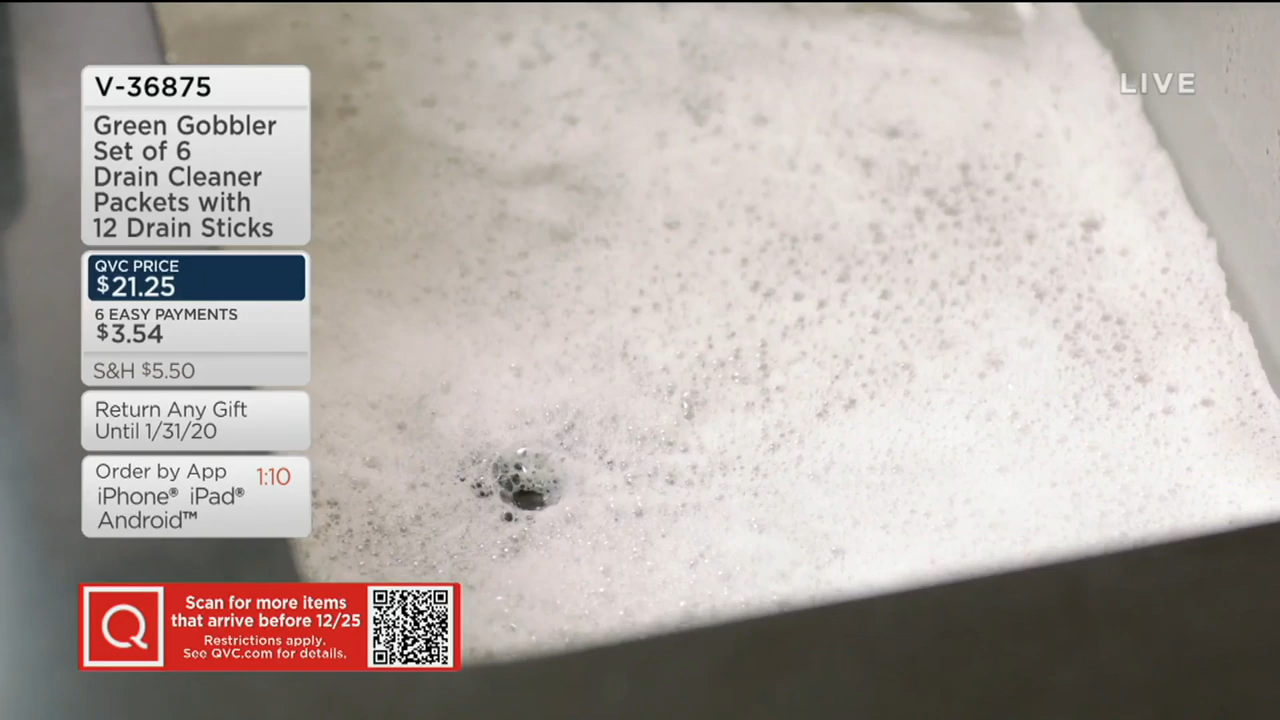 V-36875
Green Gobbler
Set of 6
Drain Cleaner
Packets with
12 Drain Sticks
QVC PRICE
$21.25
6 EASY PAYMENTS
$3.54
S&H $5.50
Return Any Gift
Until 1/31/20
Order by App 1:10
iPhone® iPad®
Android™
LIVE
Q
Scan for more items
that arrive before 12/25
Restrictions apply.
See QVC.com for details.